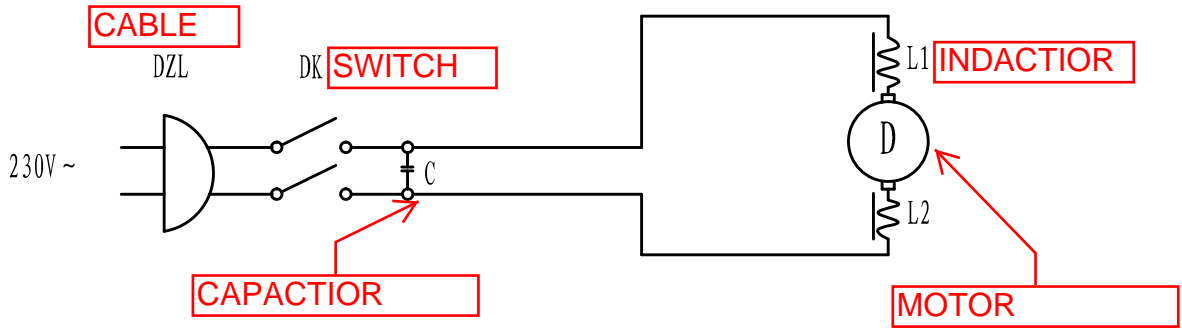 CABLE
DZL
DK SWITCH
L1 INDACTIOR
230V~
D
C
L2
CAPACTIOR
MOTOR